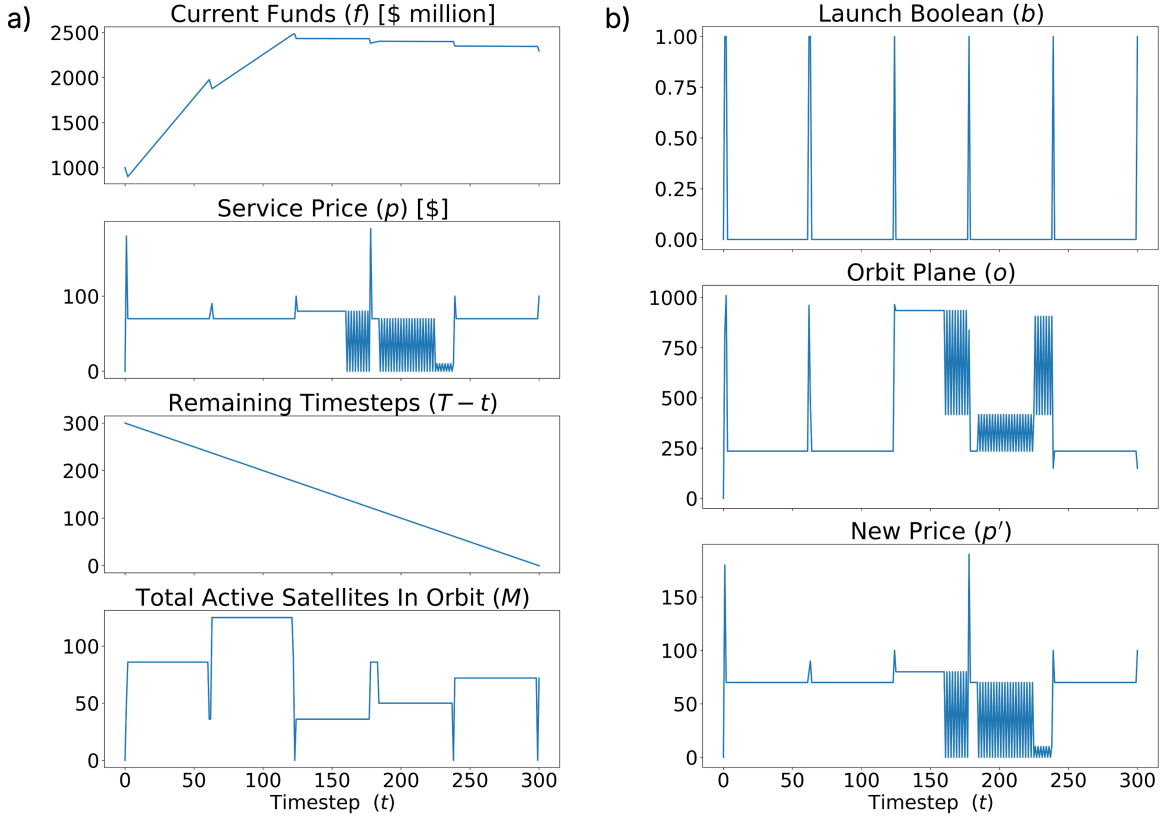 a)
Current Funds (f) [$ million]
2500
2000
1500
1000
Service Price (p) [$]
100
0
Remaining Timesteps (T − t)
300
200
100
0
Total Active Satellites In Orbit (M)
100
50
0
0 50 100 150 200 250 300
Timestep (t)
b)
Launch Boolean (b)
1.00
0.75
0.50
0.25
0.00
Orbit Plane (o)
1000
750
500
250
0
New Price (p′)
150
100
50
0
0 50 100 150 200 250 300
Timestep (t)